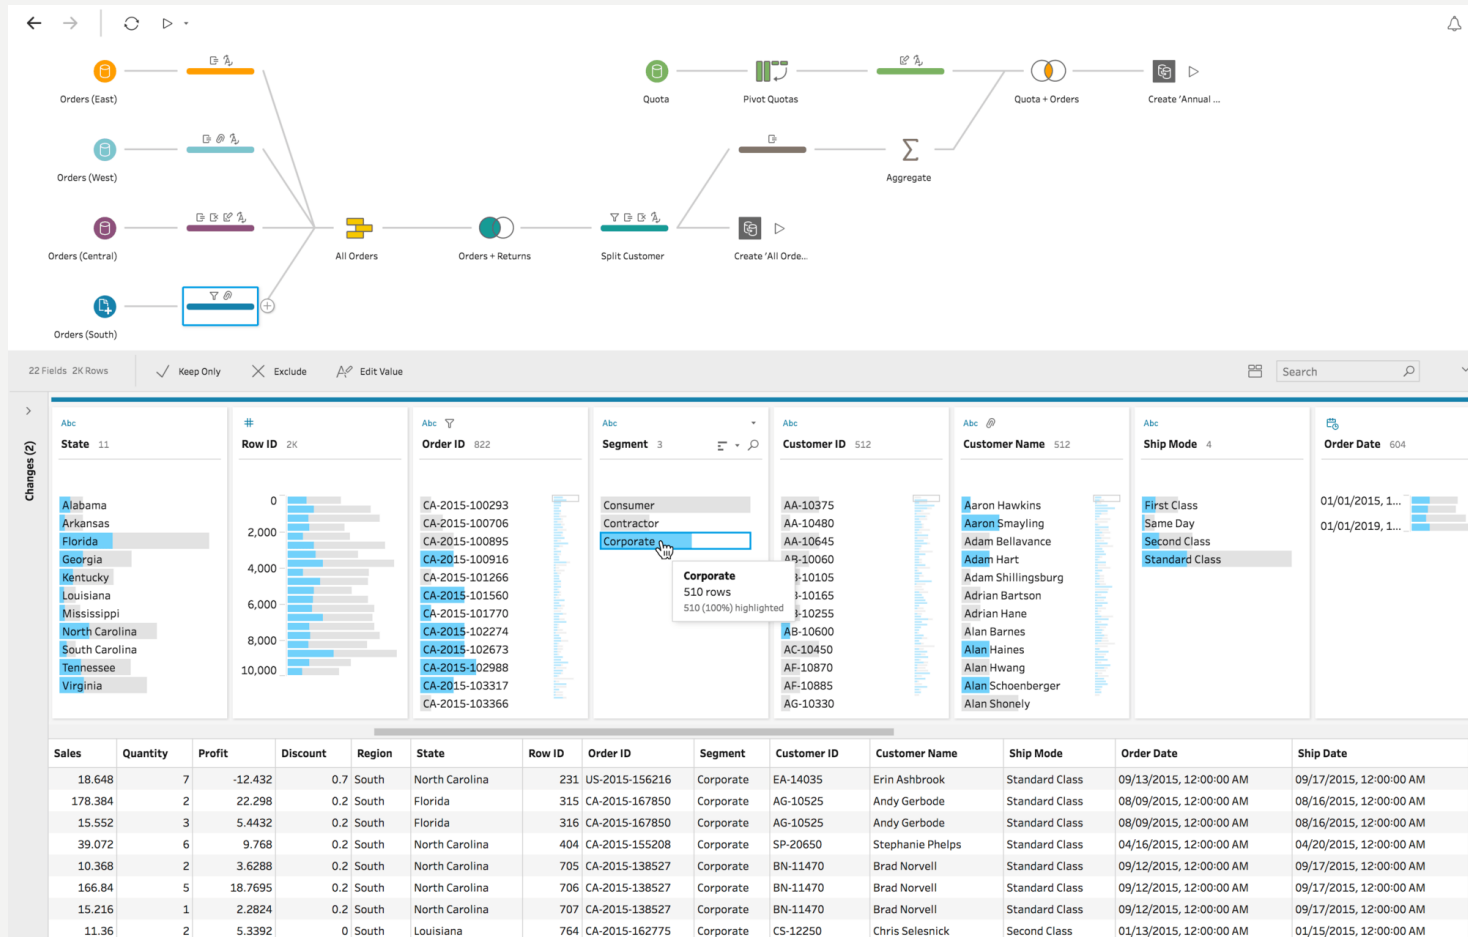 Orders (East)
Quota
Pivot Quotas
Quota + Orders
Create 'Annual ...
Orders (West)
Aggregate
Orders (Central)
All Orders
Orders + Returns
Split Customer
Create 'All Orde...
Orders (South)
22 Fields 2K Rows
Keep Only
Exclude
Edit Value
Search
Changes (2)
Abc
State 11
Alabama
Arkansas
Florida
Georgia
Kentucky
Louisiana
Mississippi
North Carolina
South Carolina
Tennessee
Virginia
#
Row ID 2K
0
2,000
4,000
6,000
8,000
10,000
Abc
Order ID 822
CA-2015-100293
CA-2015-100706
CA-2015-100895
CA-2015-100916
CA-2015-101266
CA-2015-101560
CA-2015-101770
CA-2015-102274
CA-2015-102673
CA-2015-102988
CA-2015-103317
CA-2015-103366
Abc
Segment 3
Consumer
Contractor
Corporate
Corporate
510 rows
510 (100%) highlighted
Abc
Customer ID 512
AA-10375
AA-10480
AA-10645
AB-10060
-10105
-10165
-10255
AB-10600
AC-10450
AF-10870
AF-10885
AG-10330
Abc
Customer Name 512
Aaron Hawkins
Aaron Smayling
Adam Bellavance
Adam Hart
Adam Shillingsburg
Adrian Bartson
Adrian Hane
Alan Barnes
Alan Haines
Alan Hwang
Alan Schoenberger
Alan Shonely
Abc
Ship Mode 4
First Class
Same Day
Second Class
Standard Class
Order Date 604
01/01/2015, 1...
01/01/2019, 1...
Sales Quantity Profit Discount Region State Row ID Order ID Segment Customer ID Customer Name Ship Mode Order Date Ship Date
18.648 7 -12.432 0.7 South North Carolina 231 US-2015-156216 Corporate EA-14035 Erin Ashbrook Standard Class 09/13/2015, 12:00:00 AM 09/17/2015, 12:00:00 AM
178.384 2 22.298 0.2 South Florida 315 CA-2015-167850 Corporate AG-10525 Andy Gerbode Standard Class 08/09/2015, 12:00:00 AM 08/16/2015, 12:00:00 AM
15.552 3 5.4432 0.2 South Florida 316 CA-2015-167850 Corporate AG-10525 Andy Gerbode Standard Class 08/09/2015, 12:00:00 AM 08/16/2015, 12:00:00 AM
39.072 6 9.768 0.2 South North Carolina 404 CA-2015-155208 Corporate SP-20650 Stephanie Phelps Standard Class 04/16/2015, 12:00:00 AM 04/20/2015, 12:00:00 AM
10.368 2 3.6288 0.2 South North Carolina 705 CA-2015-138527 Corporate BN-11470 Brad Norvell Standard Class 09/12/2015, 12:00:00 AM 09/17/2015, 12:00:00 AM
166.84 5 18.7695 0.2 South North Carolina 706 CA-2015-138527 Corporate BN-11470 Brad Norvell Standard Class 09/12/2015, 12:00:00 AM 09/17/2015, 12:00:00 AM
15.216 1 2.2824 0.2 South North Carolina 707 CA-2015-138527 Corporate BN-11470 Brad Norvell Standard Class 09/12/2015, 12:00:00 AM 09/17/2015, 12:00:00 AM
11.36 2 5.3392 0 South Louisiana 764 CA-2015-162775 Corporate CS-12250 Chris Selesnick Second Class 01/13/2015, 12:00:00 AM 01/15/2015, 12:00:00 AM